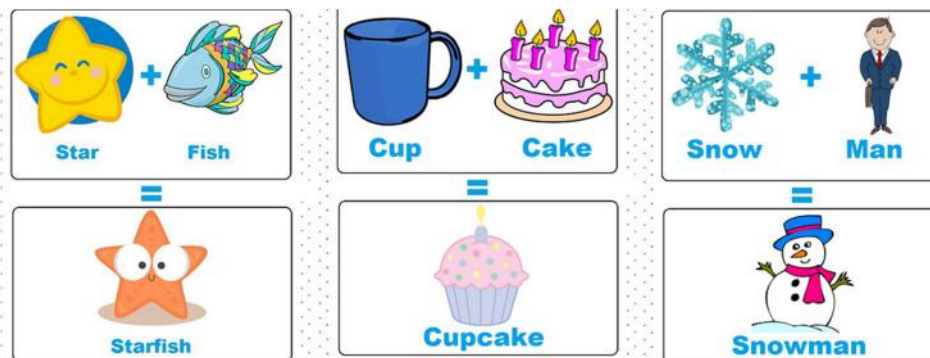 Star + Fish
=
Starfish
Cup + Cake
=
Cupcake
Snow + Man
=
Snowman